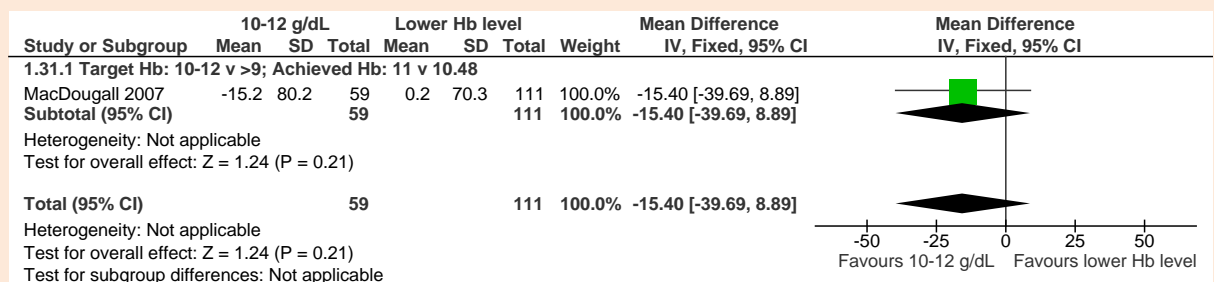 10-12 g/dL Lower Hb level Mean Difference Mean Difference
Study or Subgroup Mean SD Total Mean SD Total Weight IV, Fixed, 95% CI IV, Fixed, 95% CI
1.31.1 Target Hb: 10-12 v >9; Achieved Hb: 11 v 10.48
MacDougall 2007 -15.2 80.2 59 0.2 70.3 111 100.0% -15.40 [-39.69, 8.89]
Subtotal (95% CI) 59 111 100.0% -15.40 [-39.69, 8.89]
Heterogeneity: Not applicable
Test for overall effect: Z = 1.24 (P = 0.21)
Total (95% CI) 59 111 100.0% -15.40 [-39.69, 8.89]
Heterogeneity: Not applicable
Test for overall effect: Z = 1.24 (P = 0.21)
Test for subgroup differences: Not applicable
-50 -25 0 25 50
Favours 10-12 g/dL Favours lower Hb level